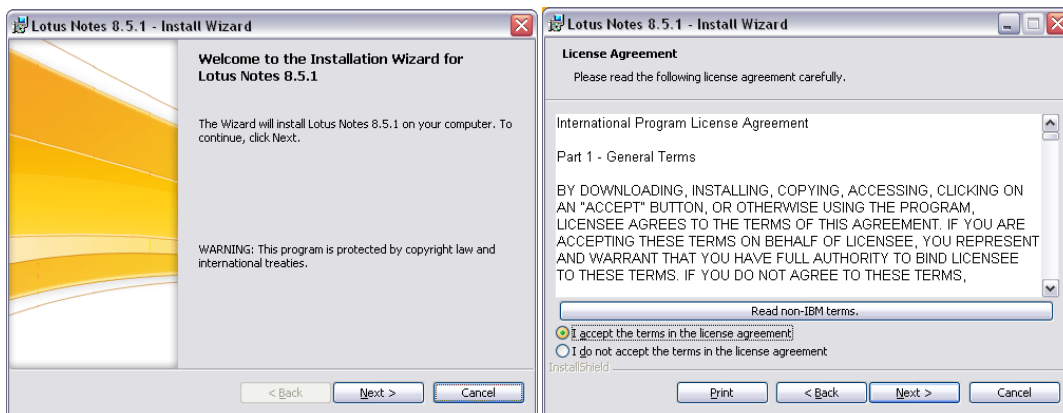 Lotus Notes 8.5.1 - Install Wizard
Welcome to the Installation Wizard for
Lotus Notes 8.5.1
The Wizard will install Lotus Notes 8.5.1 on your computer. To
continue, click Next.
WARNING: This program is protected by copyright law and
international treaties.
< Back
Next >
Cancel
Lotus Notes 8.5.1 - Install Wizard
License Agreement
Please read the following license agreement carefully.
International Program License Agreement
Part 1 - General Terms
BY DOWNLOADING, INSTALLING, COPYING, ACCESSING, CLICKING ON
AN "ACCEPT" BUTTON, OR OTHERWISE USING THE PROGRAM,
LICENSEE AGREES TO THE TERMS OF THIS AGREEMENT. IF YOU ARE
ACCEPTING THESE TERMS ON BEHALF OF LICENSEE, YOU REPRESENT
AND WARRANT THAT YOU HAVE FULL AUTHORITY TO BIND LICENSEE
TO THESE TERMS. IF YOU DO NOT AGREE TO THESE TERMS,
Read non-IBM terms.
I accept the terms in the license agreement
I do not accept the terms in the license agreement
InstallShield
Print
< Back
Next >
Cancel